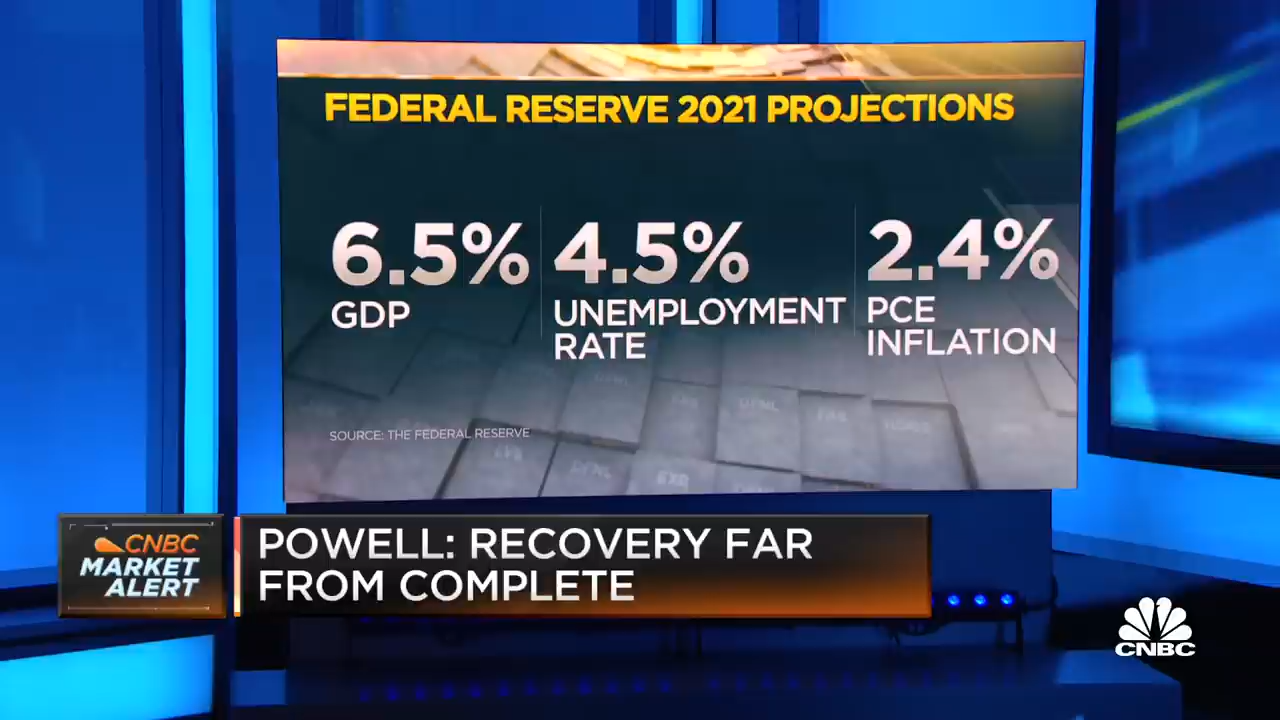 FEDERAL RESERVE 2021 PROJECTIONS
6.5%
GDP
4.5%
UNEMPLOYMENT
RATE
2.4%
PCE
INFLATION
SOURCE: THE FEDERAL RESERVE
CNBC
MARKET
ALERT
POWELL: RECOVERY FAR
FROM COMPLETE
CNBC